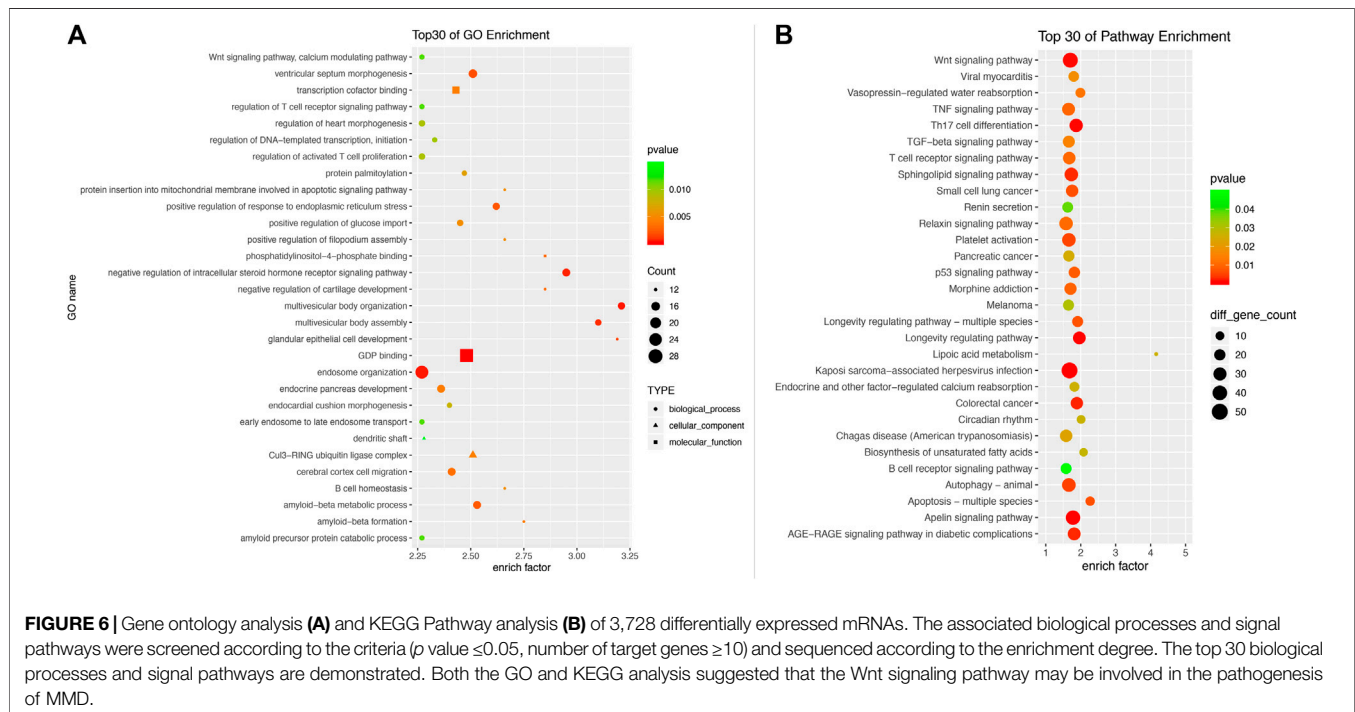 A
Top30 of GO Enrichment
GO name
Wnt signaling pathway, calcium modulating pathway
ventricular septum morphogenesis
transcription cofactor binding
regulation of T cell receptor signaling pathway
regulation of heart morphogenesis
regulation of DNA-templated transcription, initiation
regulation of activated T cell proliferation
protein palmitoylation
protein insertion into mitochondrial membrane involved in apoptotic signaling pathway
positive regulation of response to endoplasmic reticulum stress
positive regulation of glucose import
positive regulation of filopodium assembly
phosphatidylinositol-4-phosphate binding
negative regulation of intracellular steroid hormone receptor signaling pathway
negative regulation of cartilage development
multivesicular body organization
multivesicular body assembly
glandular epithelial cell development
GDP binding
endosome organization
endocrine pancreas development
endocardial cushion morphogenesis
early endosome to late endosome transport
dendritic shaft
Cul3-RING ubiquitin ligase complex
cerebral cortex cell migration
B cell homeostasis
amyloid-beta metabolic process
amyloid-beta formation
amyloid precursor protein catabolic process
2.25 2.50 2.75 3.00 3.25
enrich factor
pvalue
0.010
0.005
Count
12
16
20
24
28
TYPE
biological_process
cellular_component
molecular_function
B
Top 30 of Pathway Enrichment
Wnt signaling pathway
Viral myocarditis
Vasopressin-regulated water reabsorption
TNF signaling pathway
Th17 cell differentiation
TGF-beta signaling pathway
T cell receptor signaling pathway
Sphingolipid signaling pathway
Small cell lung cancer
Renin secretion
Relaxin signaling pathway
Platelet activation
Pancreatic cancer
p53 signaling pathway
Morphine addiction
Melanoma
Longevity regulating pathway - multiple species
Longevity regulating pathway
Lipoic acid metabolism
Kaposi sarcoma-associated herpesvirus infection
Endocrine and other factor-regulated calcium reabsorption
Colorectal cancer
Circadian rhythm
Chagas disease (American trypanosomiasis)
Biosynthesis of unsaturated fatty acids
B cell receptor signaling pathway
Autophagy - animal
Apoptosis - multiple species
Apelin signaling pathway
AGE-RAGE signaling pathway in diabetic complications
1 2 3 4 5
enrich factor
pvalue
0.04
0.03
0.02
0.01
diff_gene_count
10
20
30
40
50
FIGURE 6 | Gene ontology analysis (A) and KEGG Pathway analysis (B) of 3,728 differentially expressed mRNAs. The associated biological processes and signal
pathways were screened according to the criteria (p value ≤0.05, number of target genes ≥10) and sequenced according to the enrichment degree. The top 30 biological
processes and signal pathways are demonstrated. Both the GO and KEGG analysis suggested that the Wnt signaling pathway may be involved in the pathogenesis
of MMD.